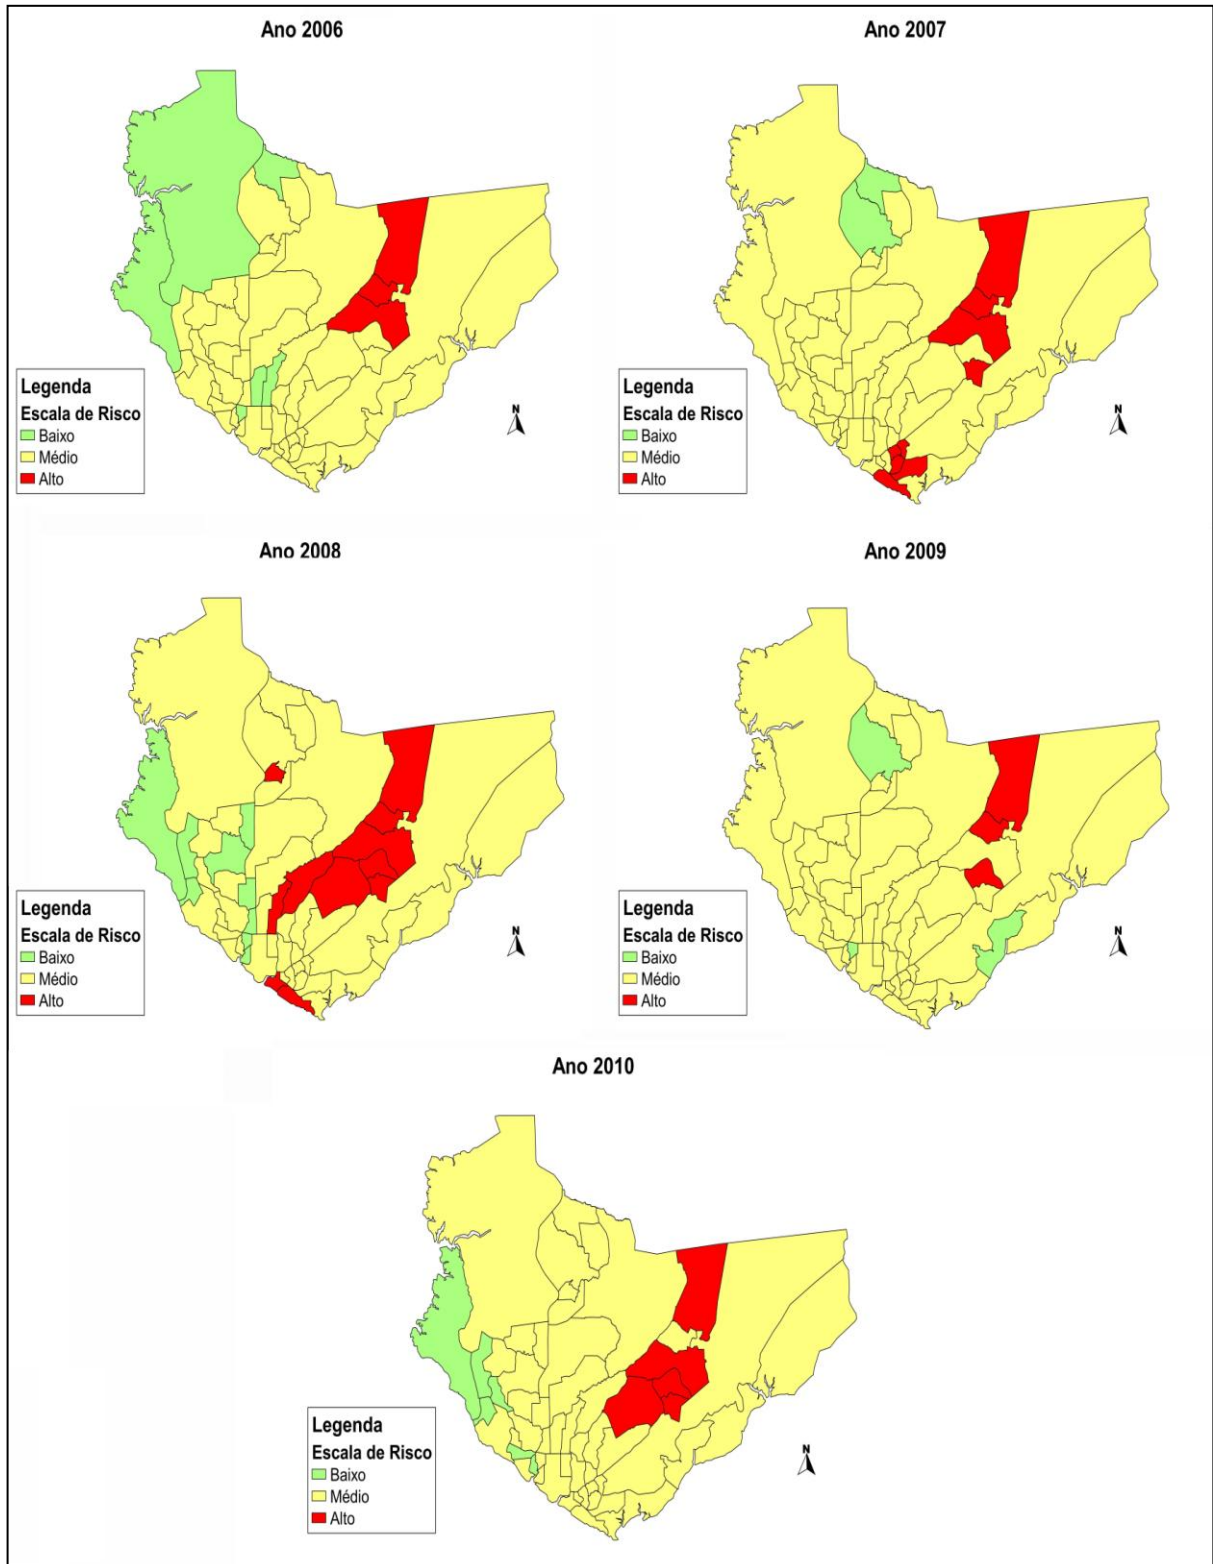 Ano 2006
Ano 2007
Legenda
Escala de Risco
Baixo
Médio
Alto
N
Legenda
Escala de Risco
Baixo
Médio
Alto
N
Ano 2008
Ano 2009
Legenda
Escala de Risco
Baixo
Médio
Alto
N
Legenda
Escala de Risco
Baixo
Médio
Alto
N
Ano 2010
Legenda
Escala de Risco
Baixo
Médio
Alto
N